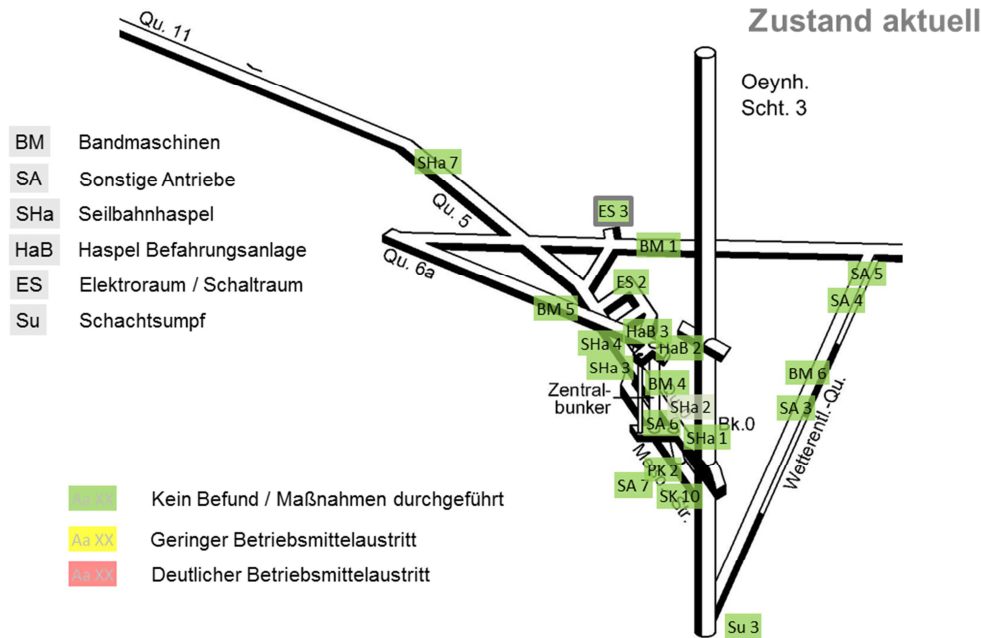 Zustand aktuell
Qu. 11
Oeynh.
Scht. 3
BM Bandmaschinen
SA Sonstige Antriebe
SHa Seilbahnhaspel
HaB Haspel Befahrungsanlage
ES Elektroraum / Schaltraum
Su Schachtsumpf
SHa 7
Qu. 5
ES 3
BM 1
Qu. 6a
SA 5
ES 2
SA 4
BM 5
HaB 3
SHa 4
HaB 2
SHa 3
BM 6
BM 4
Zentral-
bunker
SHa 2
SA 3
SA 6
Bk.0
SHa 1
Wetterentl.-Qu.
PK 2
SA 7
SK 10
Str.
Aa XX Kein Befund / Maßnahmen durchgeführt
Aa XX Geringer Betriebsmittelaustritt
Aa XX Deutlicher Betriebsmittelaustritt
Su 3